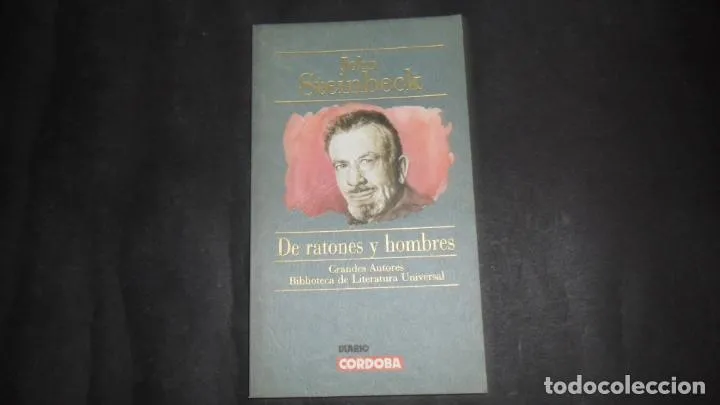 John
Steinbeck
De ratones y hombres
Grandes Autores
Biblioteca de Literatura Universal
DIARIO
CORDOBA
todocoleccion